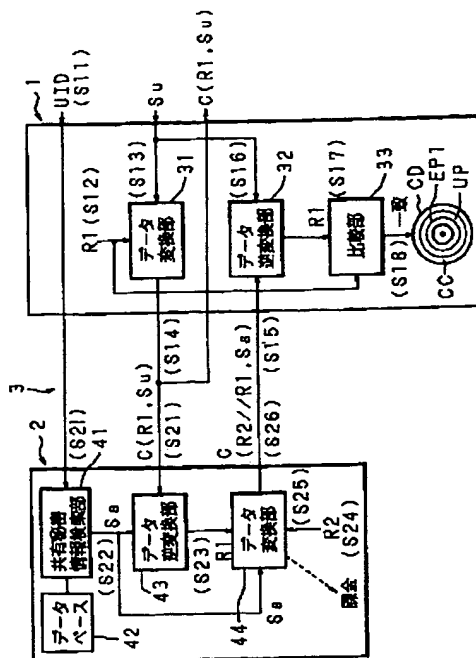 3
2
1
UID
(S11)
Su
C(R1,Su)
共有秘密
情報検索部
41
(S21)
(S22)
Sa
データ
ベース
42
データ
逆変換部
43
(S23)
R1
データ
変換部
44
Sa
(S25)
R2
(S24)
課金
C(R1,Su)
(S21)
(S14)
C
(R2//R1,Sa)
(S26)
(S15)
R1(S12)
(S13)
31
データ
変換部
(S16)
32
データ
逆変換部
R1
(S17)
33
比較部
(S18)
一致
CD
EP1
UP
CC